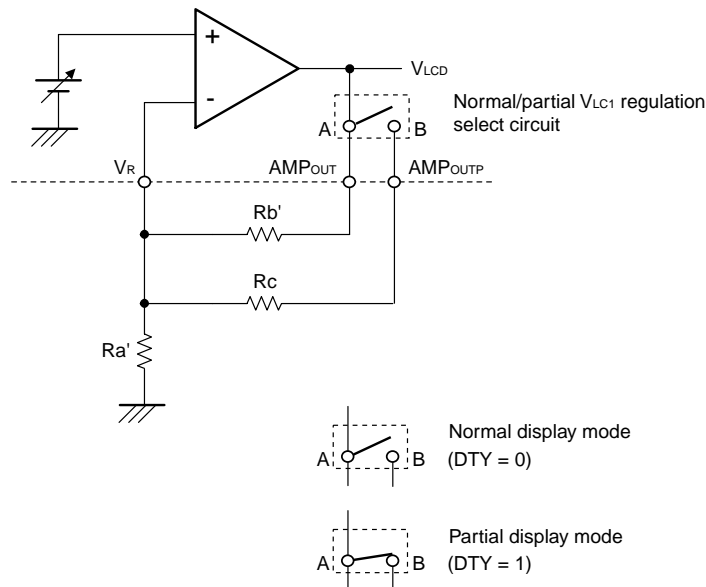 +
-
VLCD
Normal/partial VLC1 regulation
select circuit
A B
VR AMPOUT AMPOUTP
Rb'
Rc
Ra'
Normal display mode
A B (DTY = 0)
Partial display mode
A B (DTY = 1)